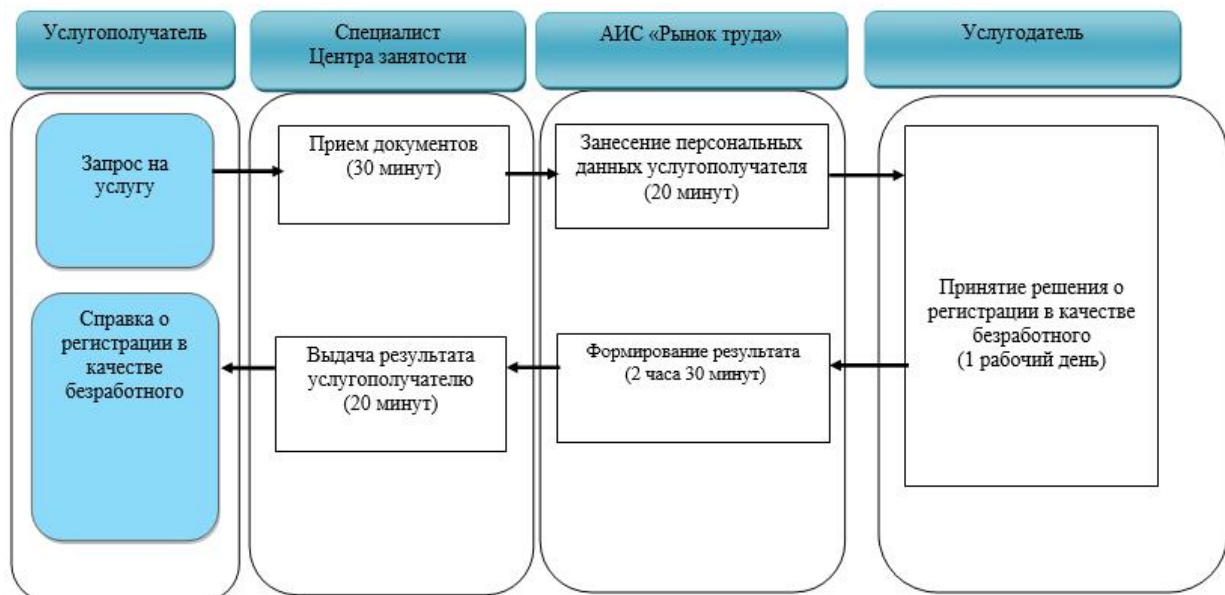 Услугополучатель
Специалист
Центра занятости
АИС «Рынок труда»
Услугодатель
Запрос на
услугу
Прием документов
(30 минут)
Занесение персональных
данных услугополучателя
(20 минут)
Принятие решения о
регистрации в качестве
безработного
(1 рабочий день)
Формирование результата
(2 часа 30 минут)
Выдача результата
услугополучателю
(20 минут)
Справка о
регистрации в
качестве
безработного